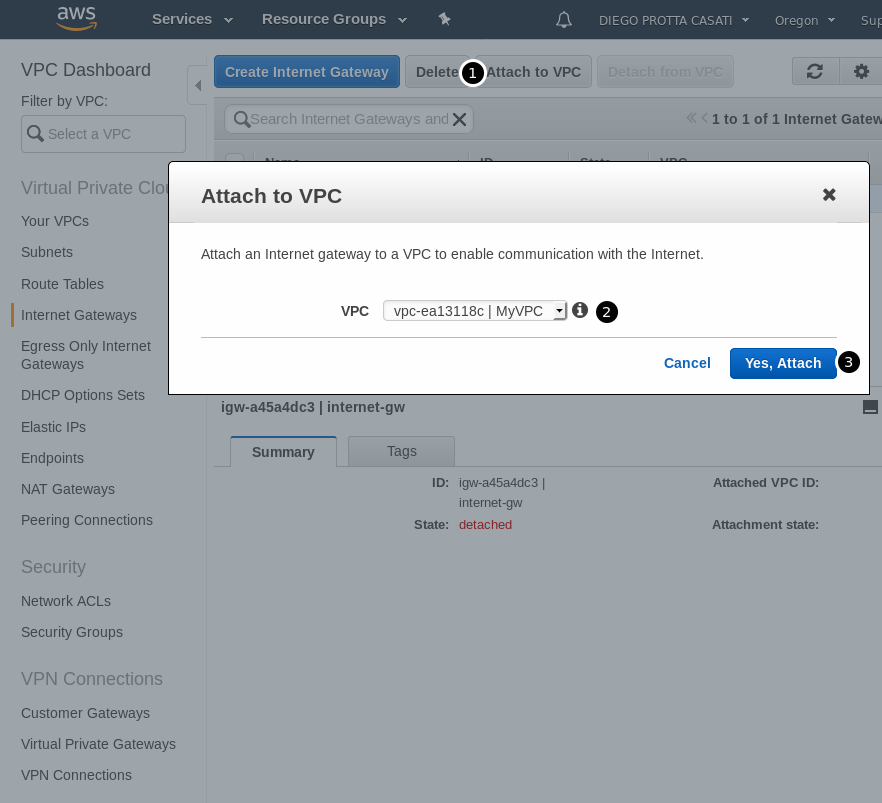 aws
Services
Resource Groups
DIEGO PROTTA CASATI
Oregon
Sup
VPC Dashboard
Filter by VPC:
Select a VPC
Create Internet Gateway
Delete
1
Attach to VPC
Detach from VPC
Search Internet Gateways and
1 to 1 of 1 Internet Gatew
Name
ID
State
VPC
Attach to VPC
Attach an Internet gateway to a VPC to enable communication with the Internet.
VPC
vpc-ea13118c | MyVPC
2
Cancel
Yes, Attach
3
Virtual Private Clou
Your VPCs
Subnets
Route Tables
Internet Gateways
Egress Only Internet
Gateways
DHCP Options Sets
Elastic IPs
Endpoints
NAT Gateways
Peering Connections
Security
Network ACLs
Security Groups
VPN Connections
Customer Gateways
Virtual Private Gateways
VPN Connections
igw-a45a4dc3 | internet-gw
Summary
Tags
ID: igw-a45a4dc3 |
internet-gw
Attached VPC ID:
State: detached
Attachment state: